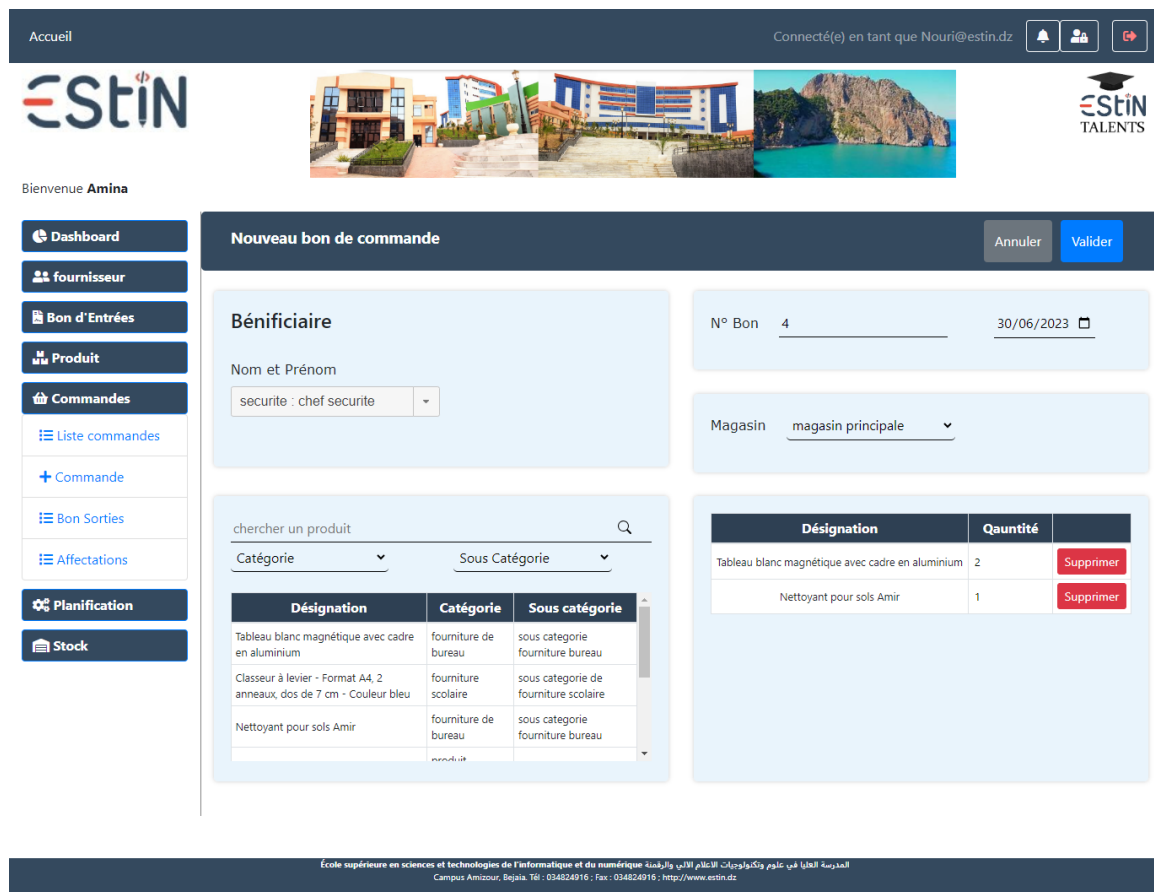 Accueil
Connecté(e) en tant que Nouri@estin.dz
ESTIN
ESTIN
TALENTS
Bienvenue Amina
Dashboard
fournisseur
Bon d'Entrées
Produit
Commandes
Liste commandes
Commande
Bon Sorties
Affectations
Planification
Stock
Nouveau bon de commande
Annuler
Valider
Bénificiaire
Nom et Prénom
securite : chef securite
N° Bon 4
30/06/2023
Magasin magasin principale
chercher un produit
Catégorie
Sous Catégorie
Désignation Catégorie Sous catégorie
Tableau blanc magnétique avec cadre
en aluminium
fourniture de
bureau
sous categorie
fourniture bureau
Classeur à levier - Format A4, 2
anneaux, dos de 7 cm - Couleur bleu
fourniture
scolaire
sous categorie de
fourniture scolaire
Nettoyant pour sols Amir
fourniture de
bureau
sous categorie
fourniture bureau
produit
Désignation Qauntité
Tableau blanc magnétique avec cadre en aluminium 2 Supprimer
Nettoyant pour sols Amir 1 Supprimer
École supérieure en sciences et technologies de l'informatique et du numérique المدرسة العليا في علوم وتكنولوجيات الاعلام الآلي والرقمنة
Campus Amizour, Bejaia. Tél : 034824916 ; Fax : 034824916 ; http://www.estin.dz